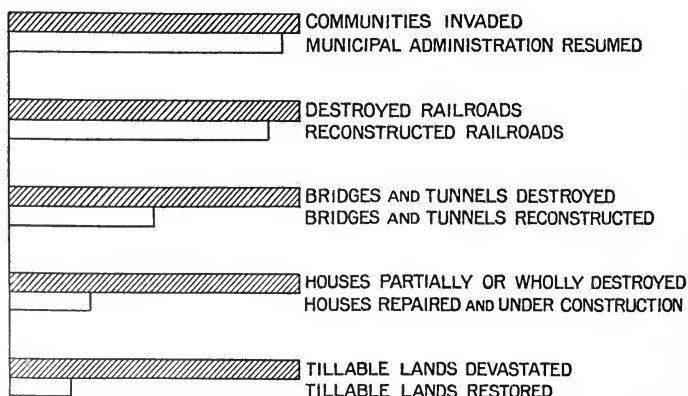 COMMUNITIES INVADED
MUNICIPAL ADMINISTRATION RESUMED
DESTROYED RAILROADS
RECONSTRUCTED RAILROADS
BRIDGES AND TUNNELS DESTROYED
BRIDGES AND TUNNELS RECONSTRUCTED
HOUSES PARTIALLY OR WHOLLY DESTROYED
HOUSES REPAIRED AND UNDER CONSTRUCTION
TILLABLE LANDS DEVASTATED
TILLABLE LANDS RESTORED